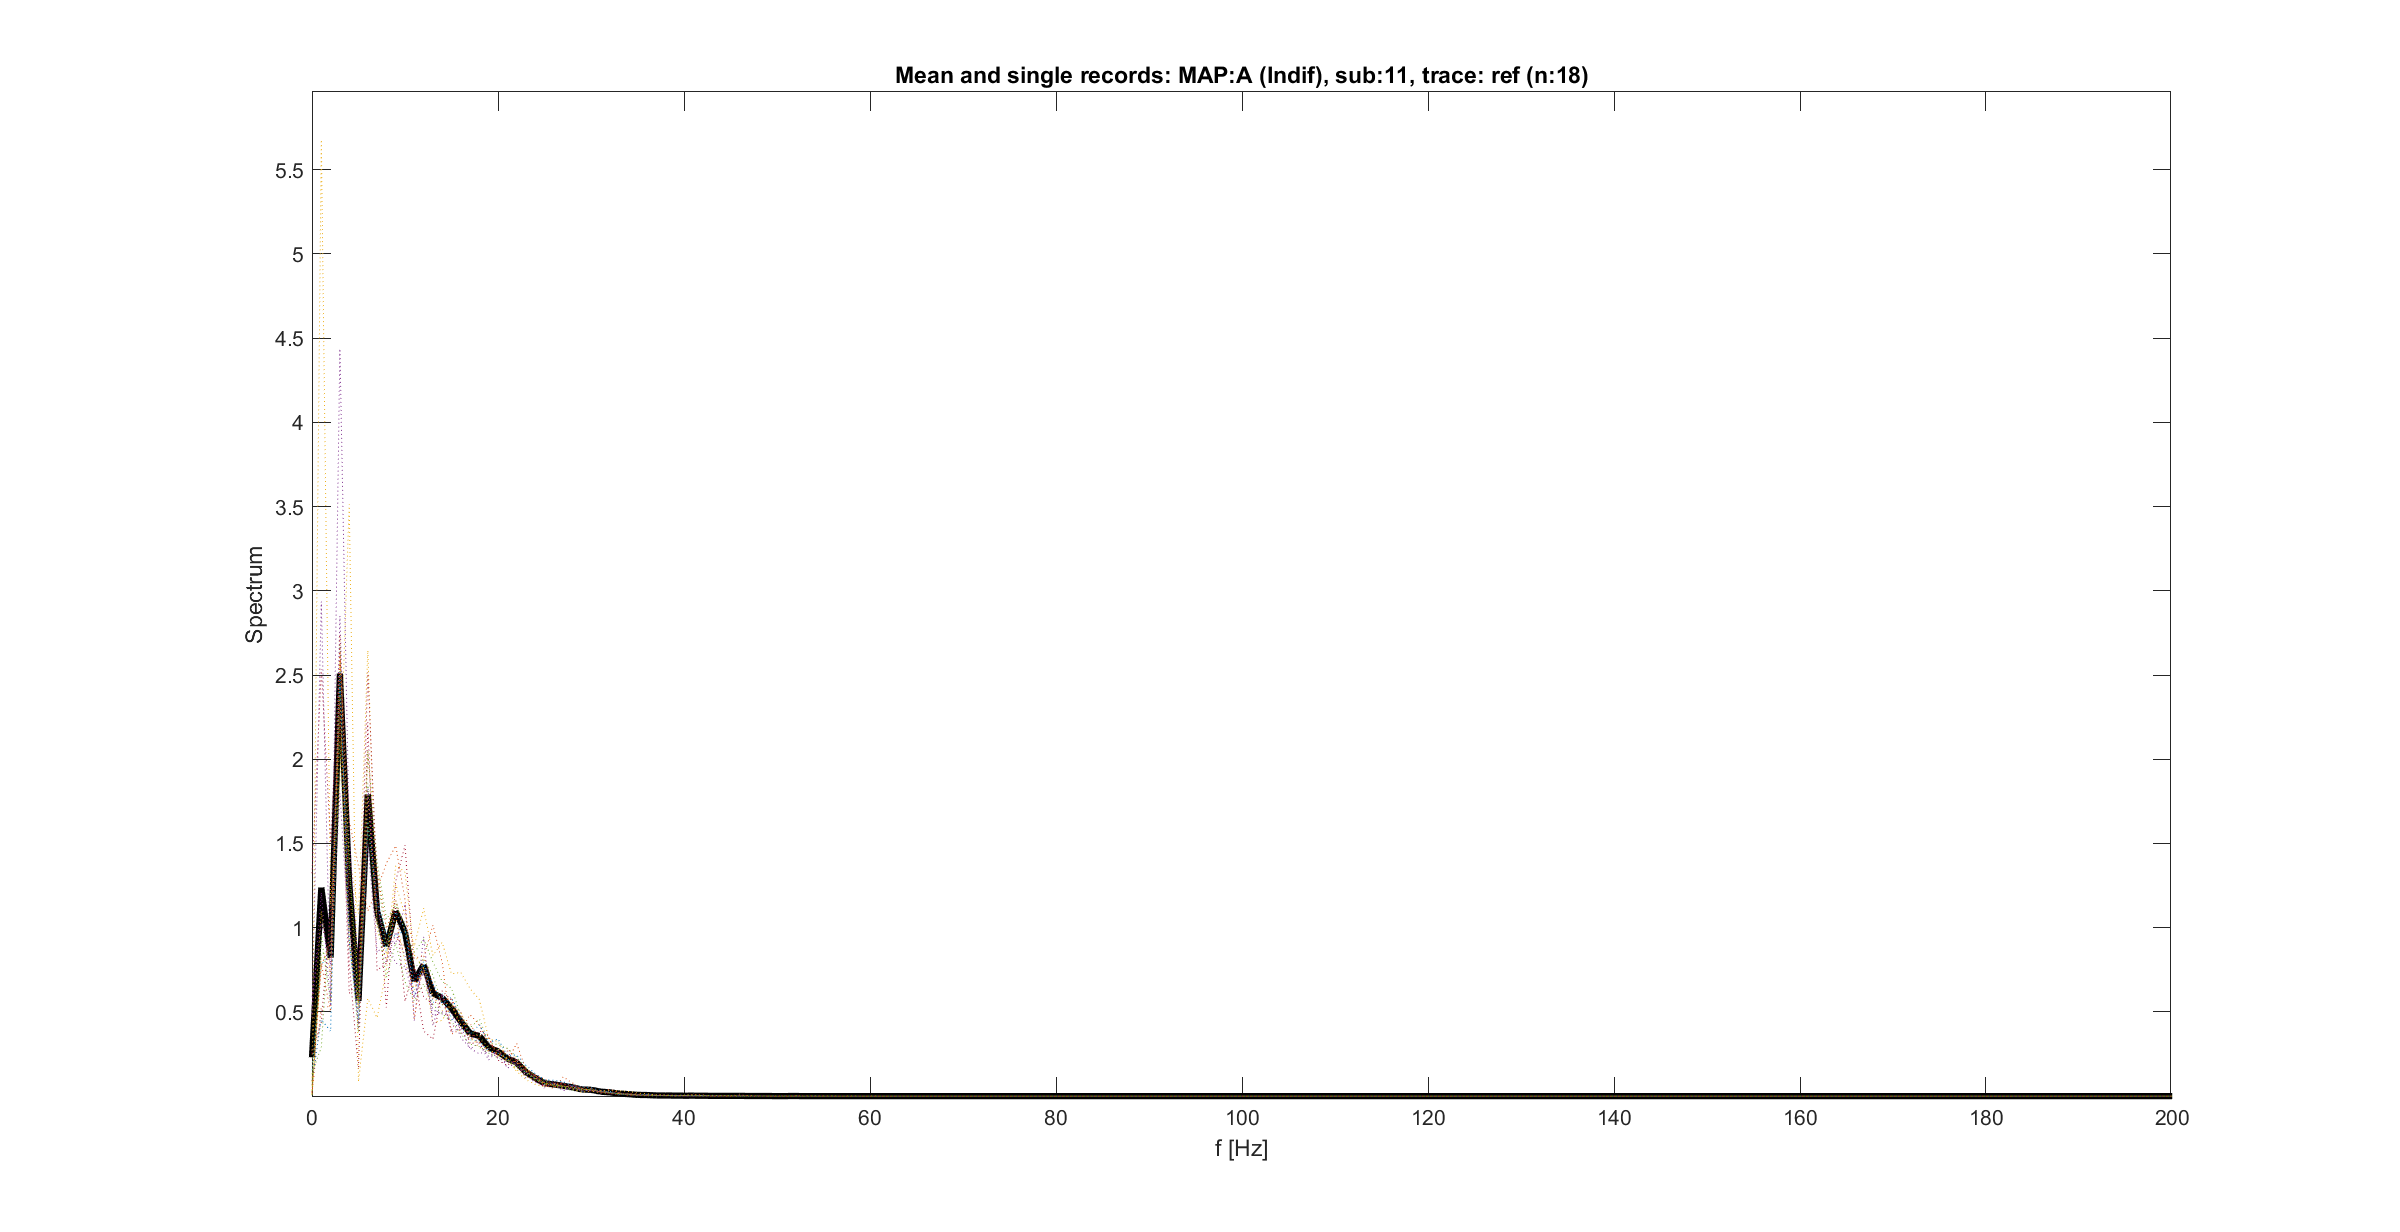 Mean and single records: MAP:A (Indif), sub:11, trace: ref (n:18)
5.5
5
4.5
4
3.5
3
2.5
2
1.5
1
0.5
Spectrum
0 20 40 60 80 100 120 140 160 180 200
f [Hz]